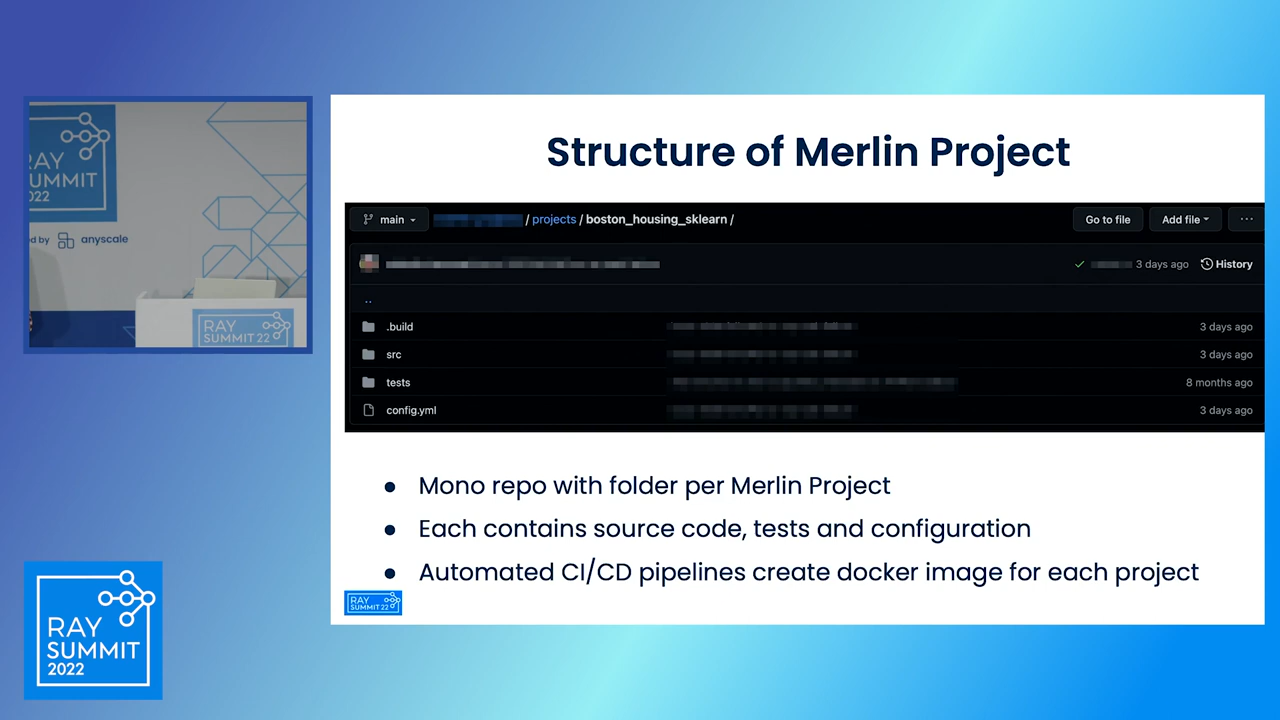 RAY
SUMMIT
2022
by
anyscale
RAY
SUMMIT 22
RAY
SUMMIT
2022
Structure of Merlin Project
main
/ projects / boston_housing_sklearn /
Go to file
Add file
...
3 days ago
History
..
.build
3 days ago
src
3 days ago
tests
8 months ago
config.yml
3 days ago
● Mono repo with folder per Merlin Project
● Each contains source code, tests and configuration
● Automated CI/CD pipelines create docker image for each project
RAY
SUMMIT 22